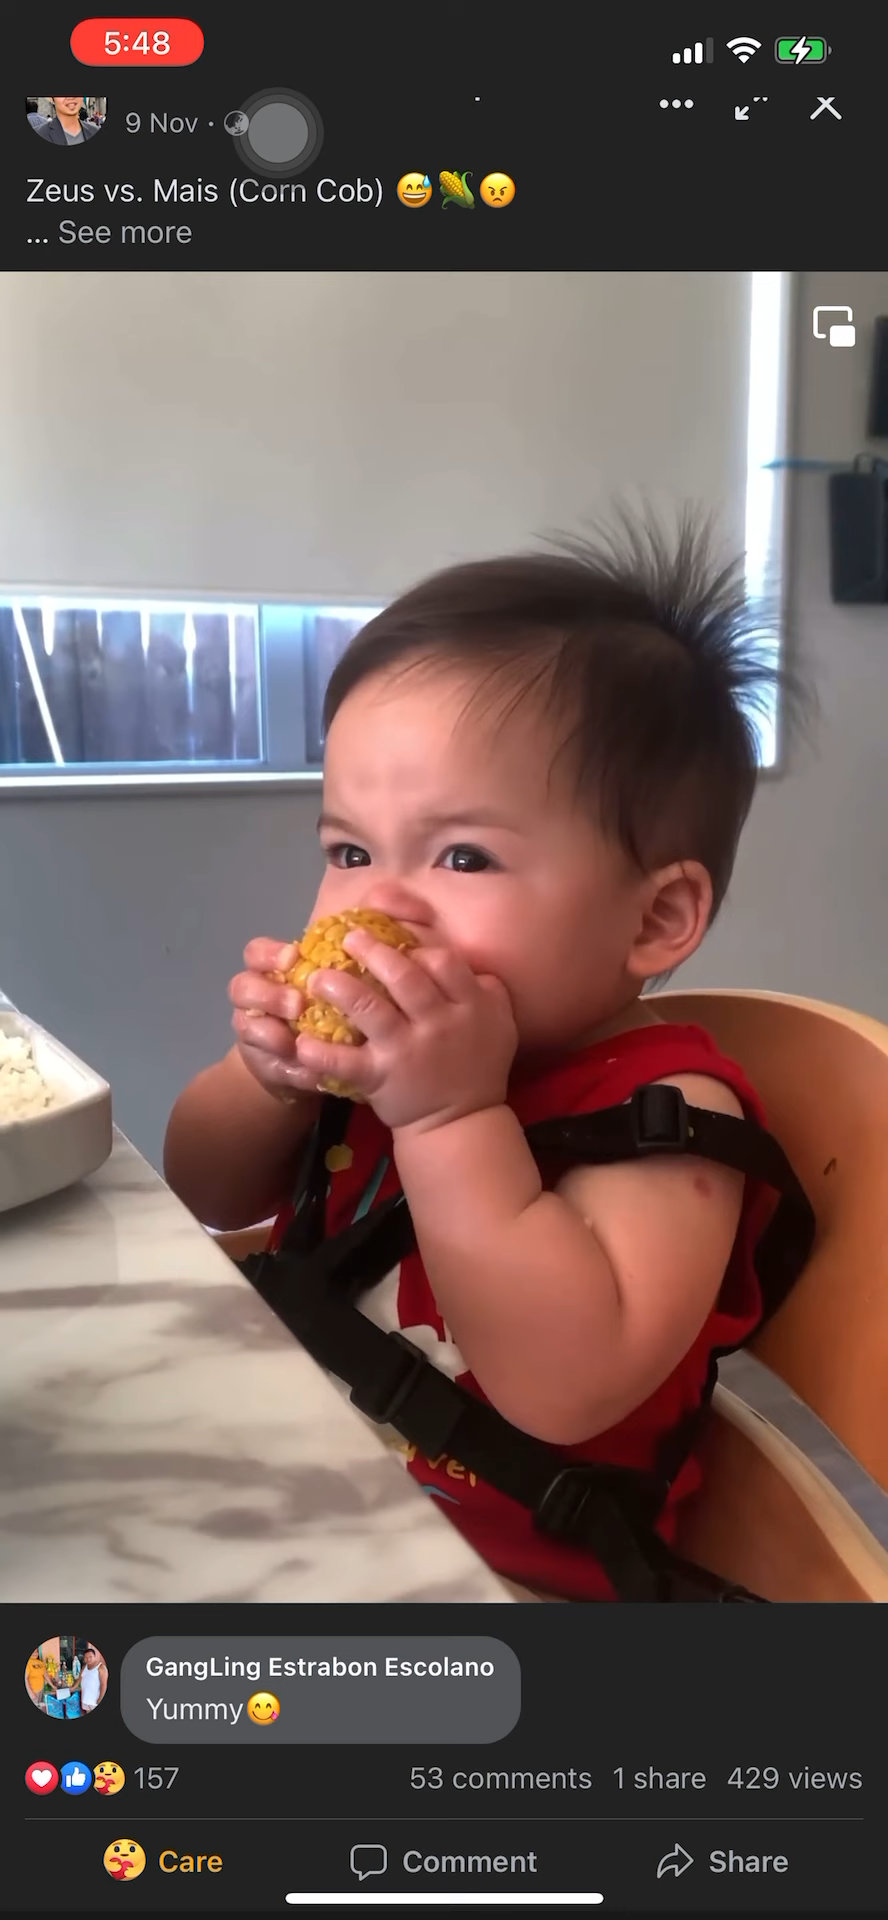 5:48
9 Nov ·
Zeus vs. Mais (Corn Cob) 😅🌽😠
... See more
GangLing Estrabon Escolano
Yummy😋
157
53 comments 1 share 429 views
Care
Comment
Share